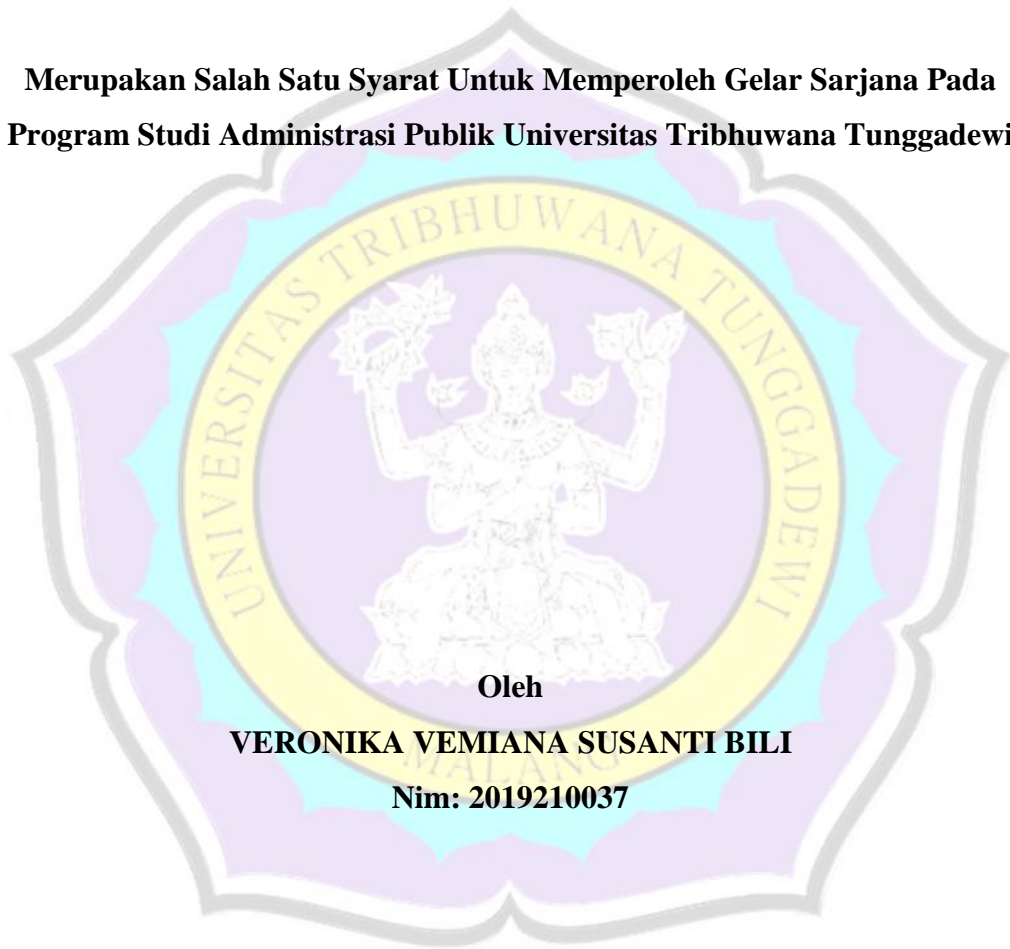 Merupakan Salah Satu Syarat Untuk Memperoleh Gelar Sarjana Pada
Program Studi Administrasi Publik Universitas Tribhuwana Tunggadewi
UNIVERSITAS TRIBHUWANA TUNGGADEWI
Oleh
VERONIKA VEMIANA SUSANTI BILI
MALANG
Nim: 2019210037